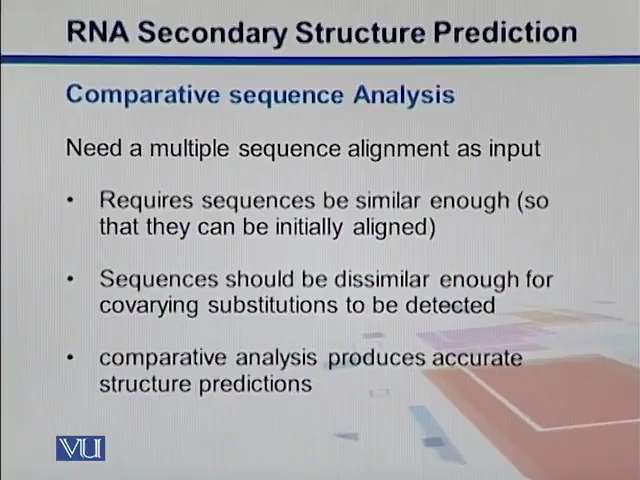 RNA Secondary Structure Prediction
Comparative sequence Analysis
Need a multiple sequence alignment as input
• Requires sequences be similar enough (so
that they can be initially aligned)
• Sequences should be dissimilar enough for
covarying substitutions to be detected
• comparative analysis produces accurate
structure predictions
VU